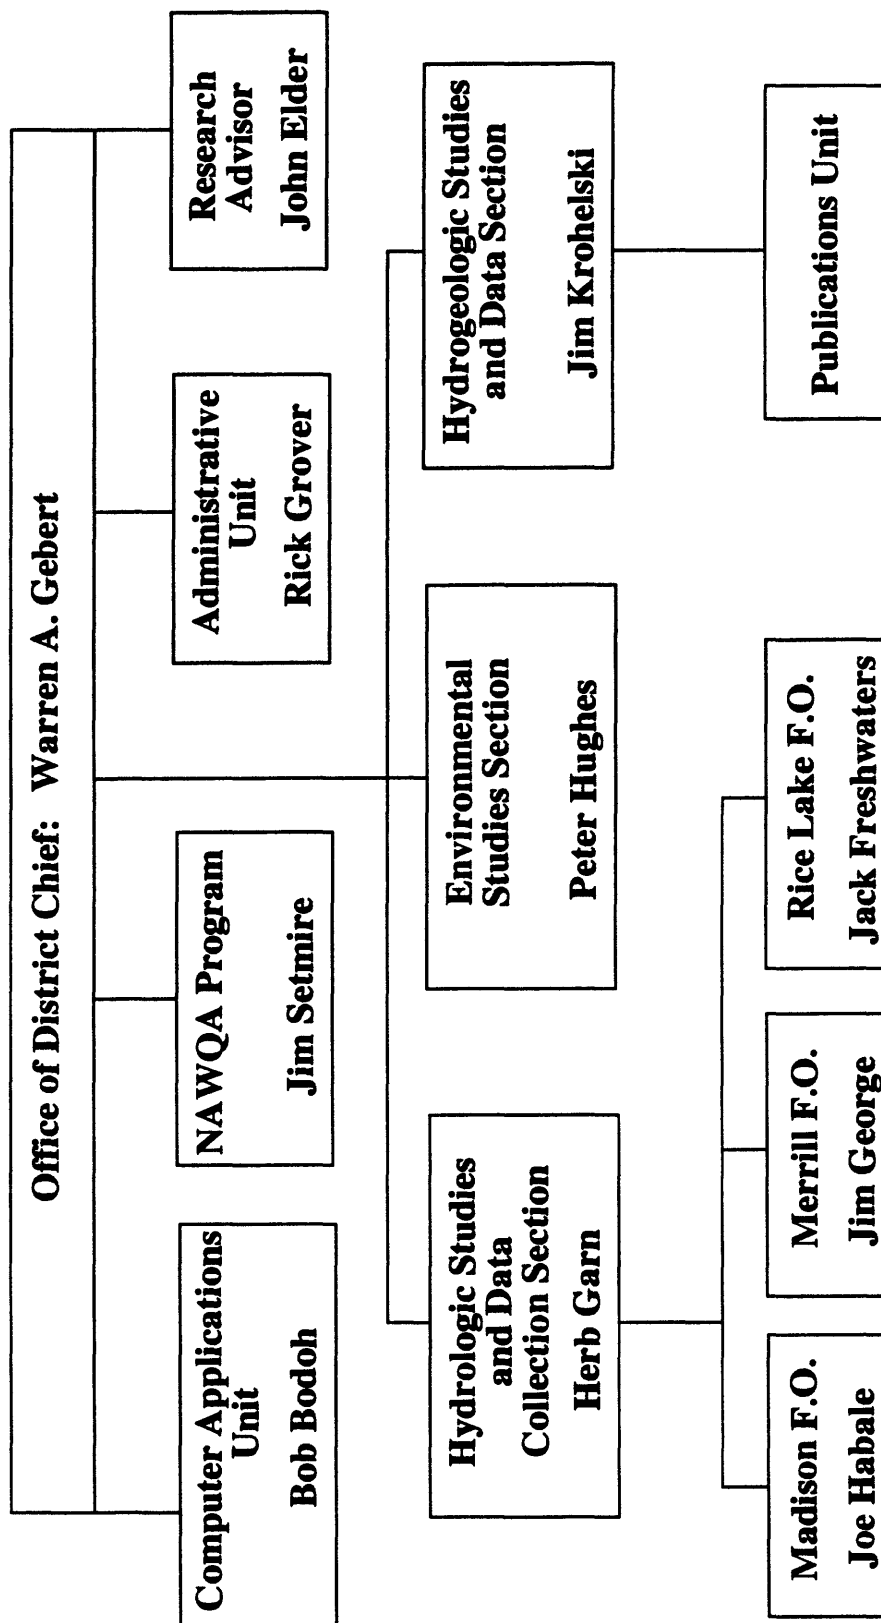 Office of District Chief: Warren A. Gebert
Computer Applications
Unit
Bob Bodoh
NAWQA Program
Jim Setmire
Administrative
Unit
Rick Grover
Research
Advisor
John Elder
Hydrologic Studies
and Data
Collection Section
Herb Garn
Environmental
Studies Section
Peter Hughes
Hydrogeologic Studies
and Data Section
Jim Krohelski
Madison F.O.
Joe Habale
Merrill F.O.
Jim George
Rice Lake F.O.
Jack Freshwaters
Publications Unit